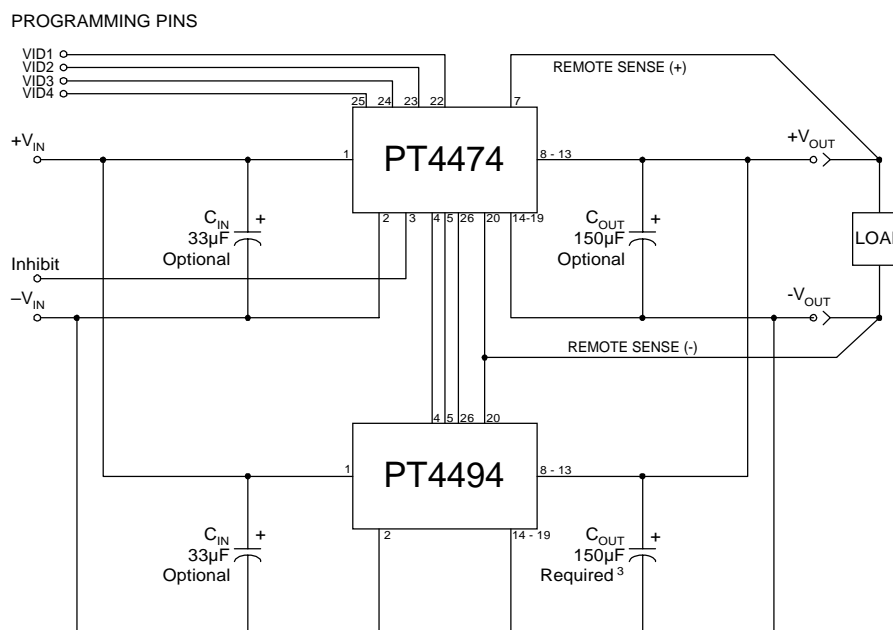 PROGRAMMING PINS
VID1
VID2
VID3
VID4
25 24 23 22 7
REMOTE SENSE (+)
+VIN
1
PT4474
8 - 13
+VOUT
CIN
+
33µF
Optional
2 3 4 5 26 20 14-19
COUT
+
150µF
Optional
LOAD
Inhibit
–VIN
-VOUT
REMOTE SENSE (-)
4 5 26 20
1
PT4494
8 - 13
CIN
+
33µF
Optional
2
14 - 19
COUT
+
150µF
Required 3